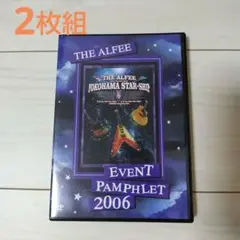 2枚組
THE ALFEE
THE ALFEE
YOKOHAMA STAR-SHIP
EVENT
PAMPHLET
2006